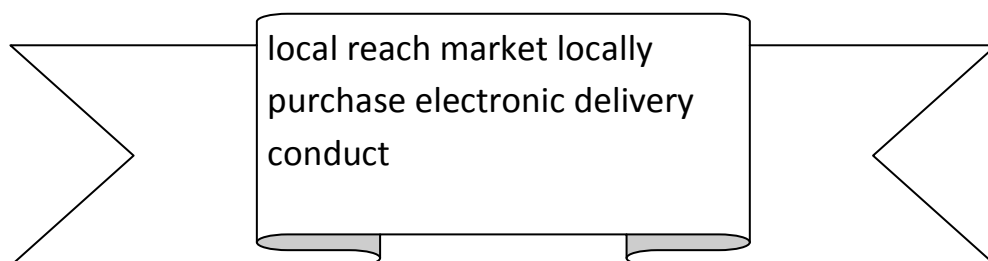 local reach market locally
purchase electronic delivery
conduct